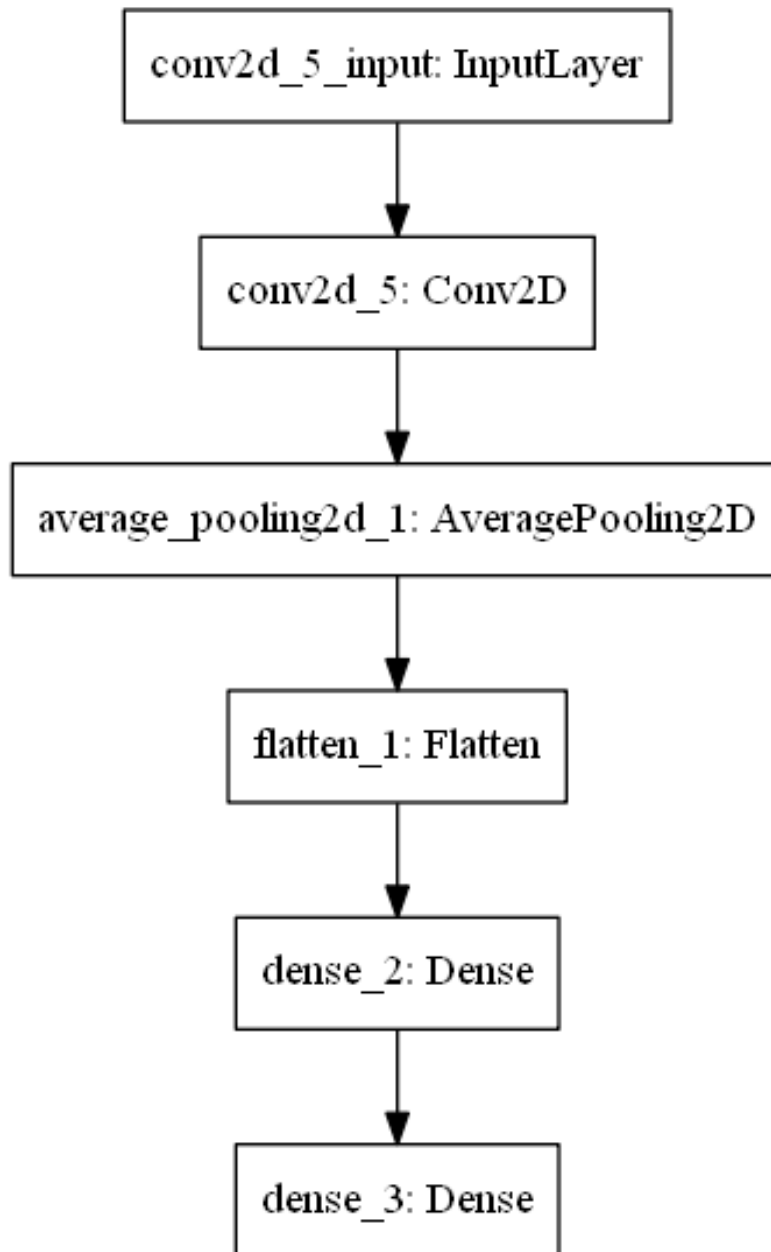 conv2d_5_input: InputLayer
conv2d_5: Conv2D
average_pooling2d_1: AveragePooling2D
flatten_1: Flatten
dense_2: Dense
dense_3: Dense